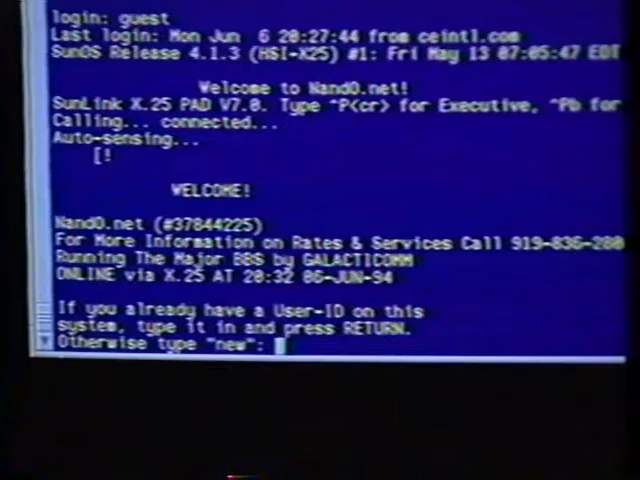 login: guest
Last login: Mon Jun  6 20:27:44 from ceintl.com
SunOS Release 4.1.3 (HSI-X25) #1: Fri May 13 07:05:47 EDT
Welcome to NandO.net!
SunLink X.25 PAD V7.0. Type ^P(cr) for Executive, ^Pb for
Calling... connected...
Auto-sensing...
[!
WELCOME!
NandO.net (#37844225)
For More Information on Rates & Services Call 919-836-280
Running The Major BBS by GALACTICOMM
ONLINE via X.25 AT 20:32 06-JUN-94
If you already have a User-ID on this
system, type it in and press RETURN.
Otherwise type "new":